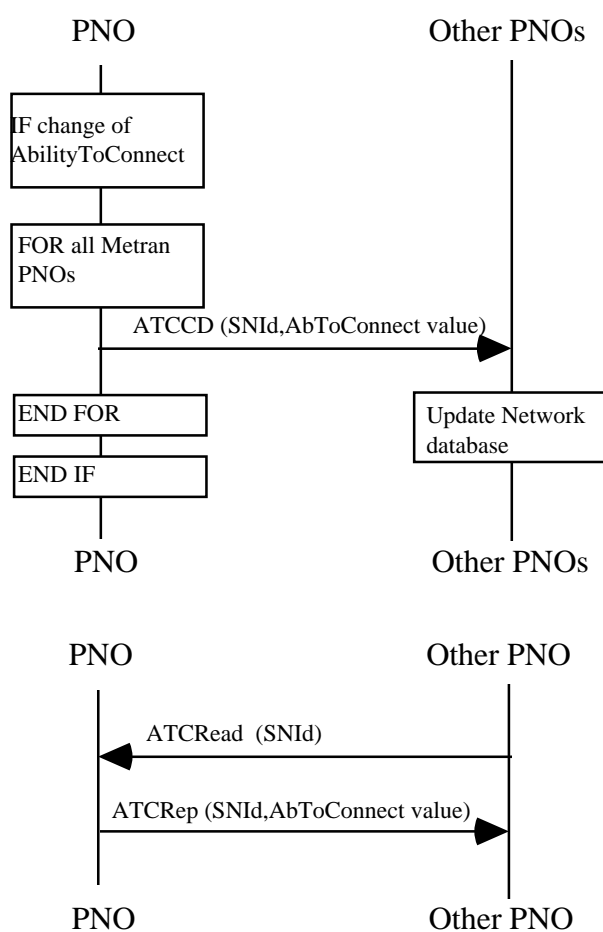 PNO
Other PNOs
IF change of
AbilityToConnect
FOR all Metran
PNOs
ATCCD (SNId,AbToConnect value)
END FOR
Update Network
database
END IF
PNO
Other PNOs
PNO
Other PNO
ATCRead (SNId)
ATCRep (SNId,AbToConnect value)
PNO
Other PNO